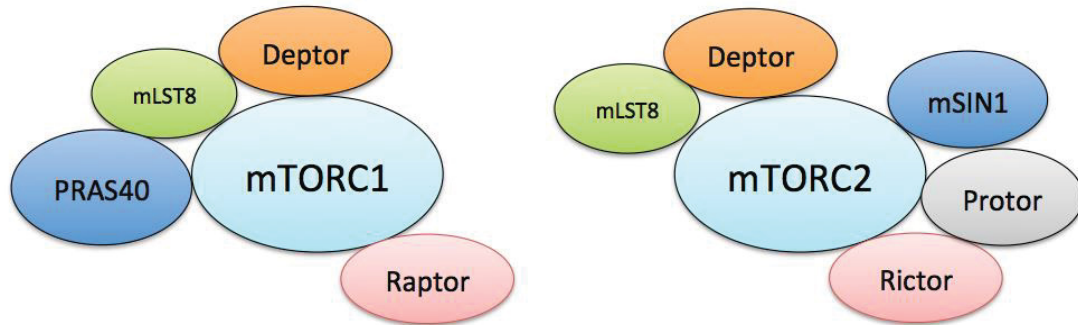 Deptor
mLST8
PRAS40
mTORC1
Raptor
Deptor
mLST8
mSIN1
mTORC2
Protor
Rictor